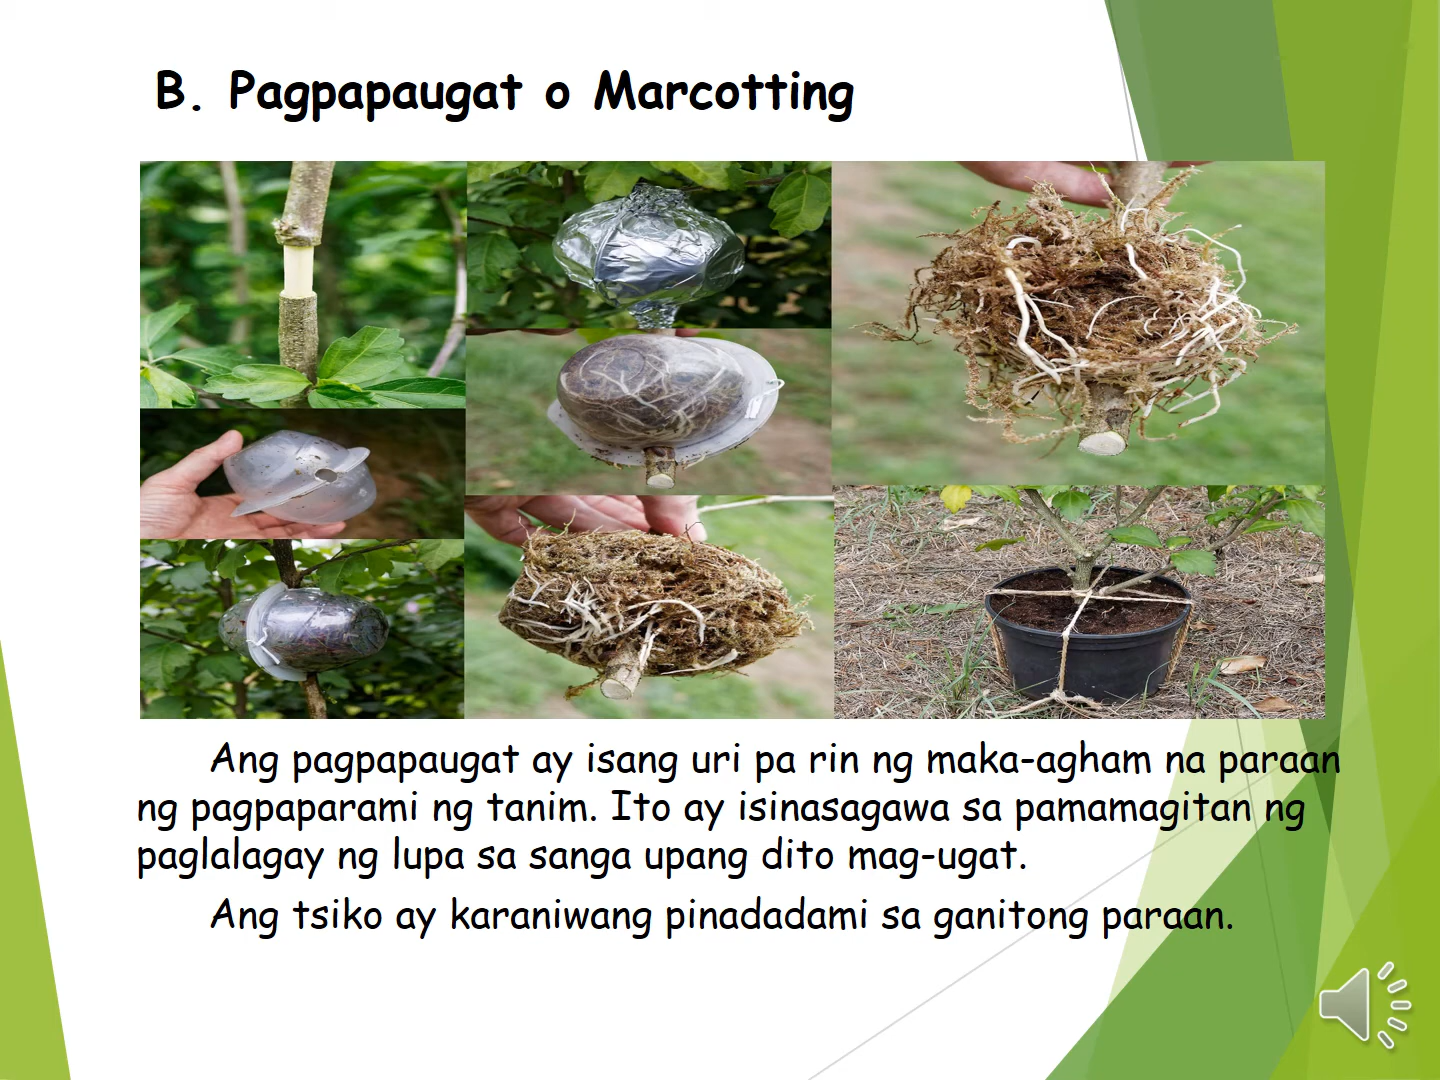 B. Pagpapaugat o Marcotting
Ang pagpapaugat ay isang uri pa rin ng maka-agham na paraan
ng pagpaparami ng tanim. Ito ay isinasagawa sa pamamagitan ng
paglalagay ng lupa sa sanga upang dito mag-ugat.
Ang tsiko ay karaniwang pinadadami sa ganitong paraan.